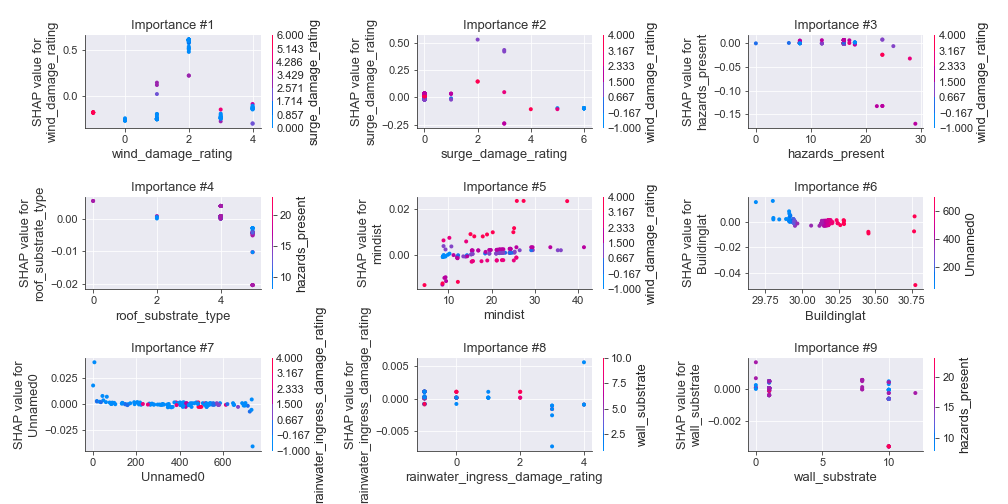 Importance #1
SHAP value for
wind_damage_rating
0.5
0.0
0
1
2
3
4
wind_damage_rating
6.000
5.143
4.286
3.429
2.571
1.714
0.857
0.000
surge_damage_rating
Importance #2
SHAP value for
surge_damage_rating
0.50
0.25
0.00
−0.25
0
1
2
3
4
5
6
surge_damage_rating
4.000
3.167
2.333
1.500
0.667
−0.167
−1.000
wind_damage_rating
Importance #3
SHAP value for
hazards_present
0.00
−0.05
−0.10
−0.15
0
10
20
30
hazards_present
4.000
3.167
2.333
1.500
0.667
−0.167
−1.000
wind_damage_rating
Importance #4
SHAP value for
roof_substrate_type
0.00
−0.01
−0.02
0
2
4
roof_substrate_type
20
15
10
hazards_present
Importance #5
SHAP value for
mindist
0.02
0.00
10
20
30
40
mindist
4.000
3.167
2.333
1.500
0.667
−0.167
−1.000
wind_damage_rating
Importance #6
SHAP value for
Buildinglat
0.00
−0.02
−0.04
29.75
30.00
30.25
30.50
30.75
Buildinglat
600
400
200
Unnamed0
Importance #7
SHAP value for
Unnamed0
0.025
0.000
−0.025
0
200
400
600
Unnamed0
4.000
3.167
2.333
1.500
0.667
−0.167
−1.000
rainwater_ingress_damage_rating
Importance #8
SHAP value for
rainwater_ingress_damage_rating
0.005
0.000
−0.005
0
2
4
rainwater_ingress_damage_rating
10.0
7.5
5.0
2.5
wall_substrate
Importance #9
SHAP value for
wall_substrate
0.000
−0.002
0
5
10
wall_substrate
20
15
10
hazards_present